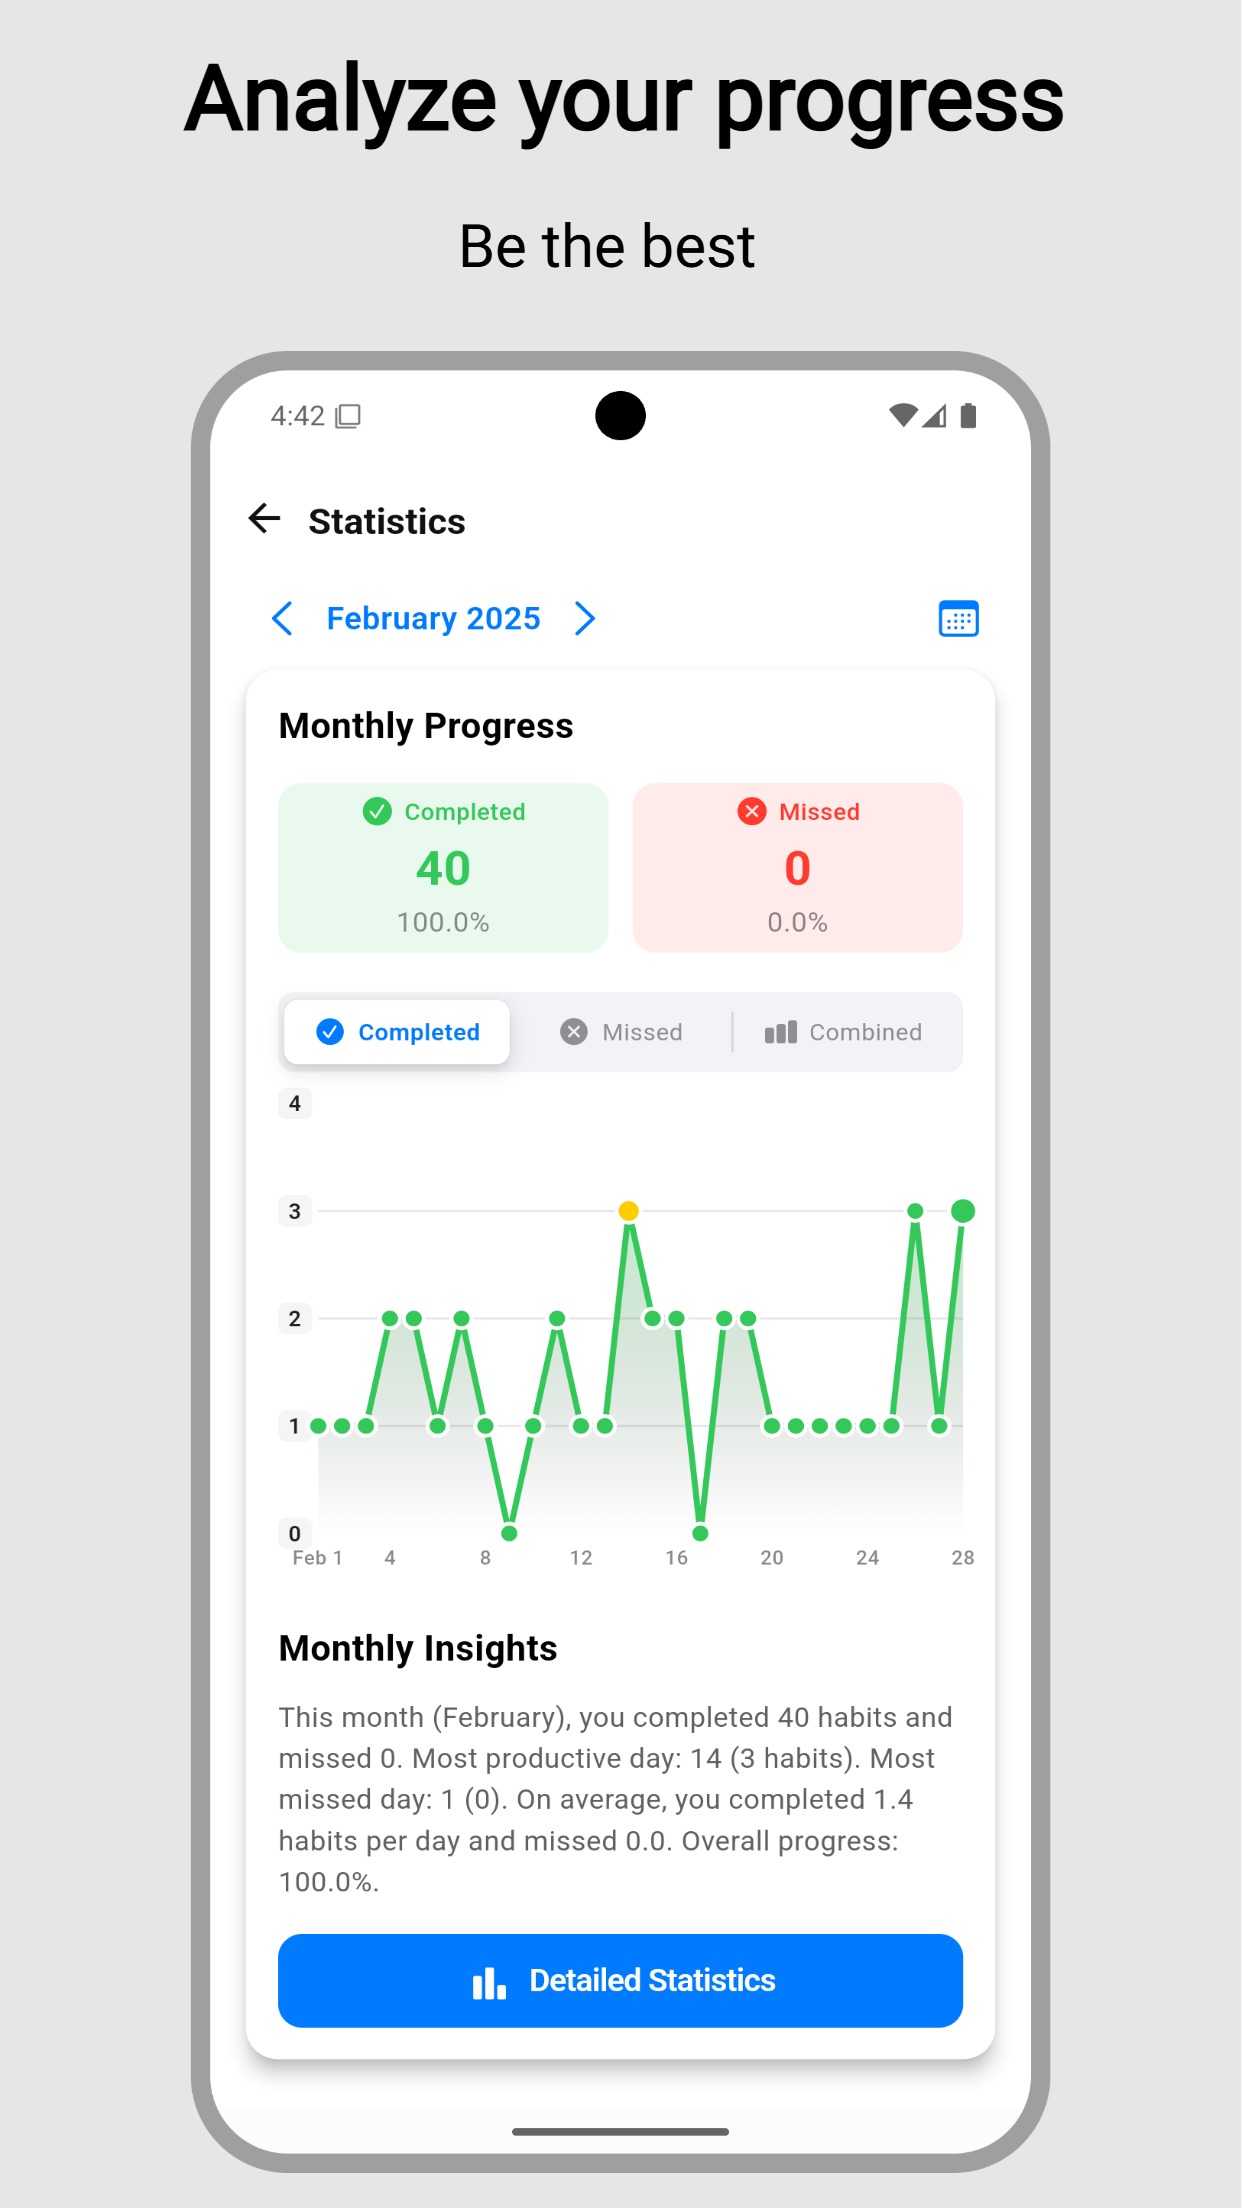 Analyze your progress
Be the best
4:42
Statistics
February 2025
Monthly Progress
Completed
40
100.0%
Missed
0
0.0%
Completed
Missed
Combined
4
3
2
1
0
Feb 1 4 8 12 16 20 24 28
Monthly Insights
This month (February), you completed 40 habits and
missed 0. Most productive day: 14 (3 habits). Most
missed day: 1 (0). On average, you completed 1.4
habits per day and missed 0.0. Overall progress:
100.0%.
Detailed Statistics